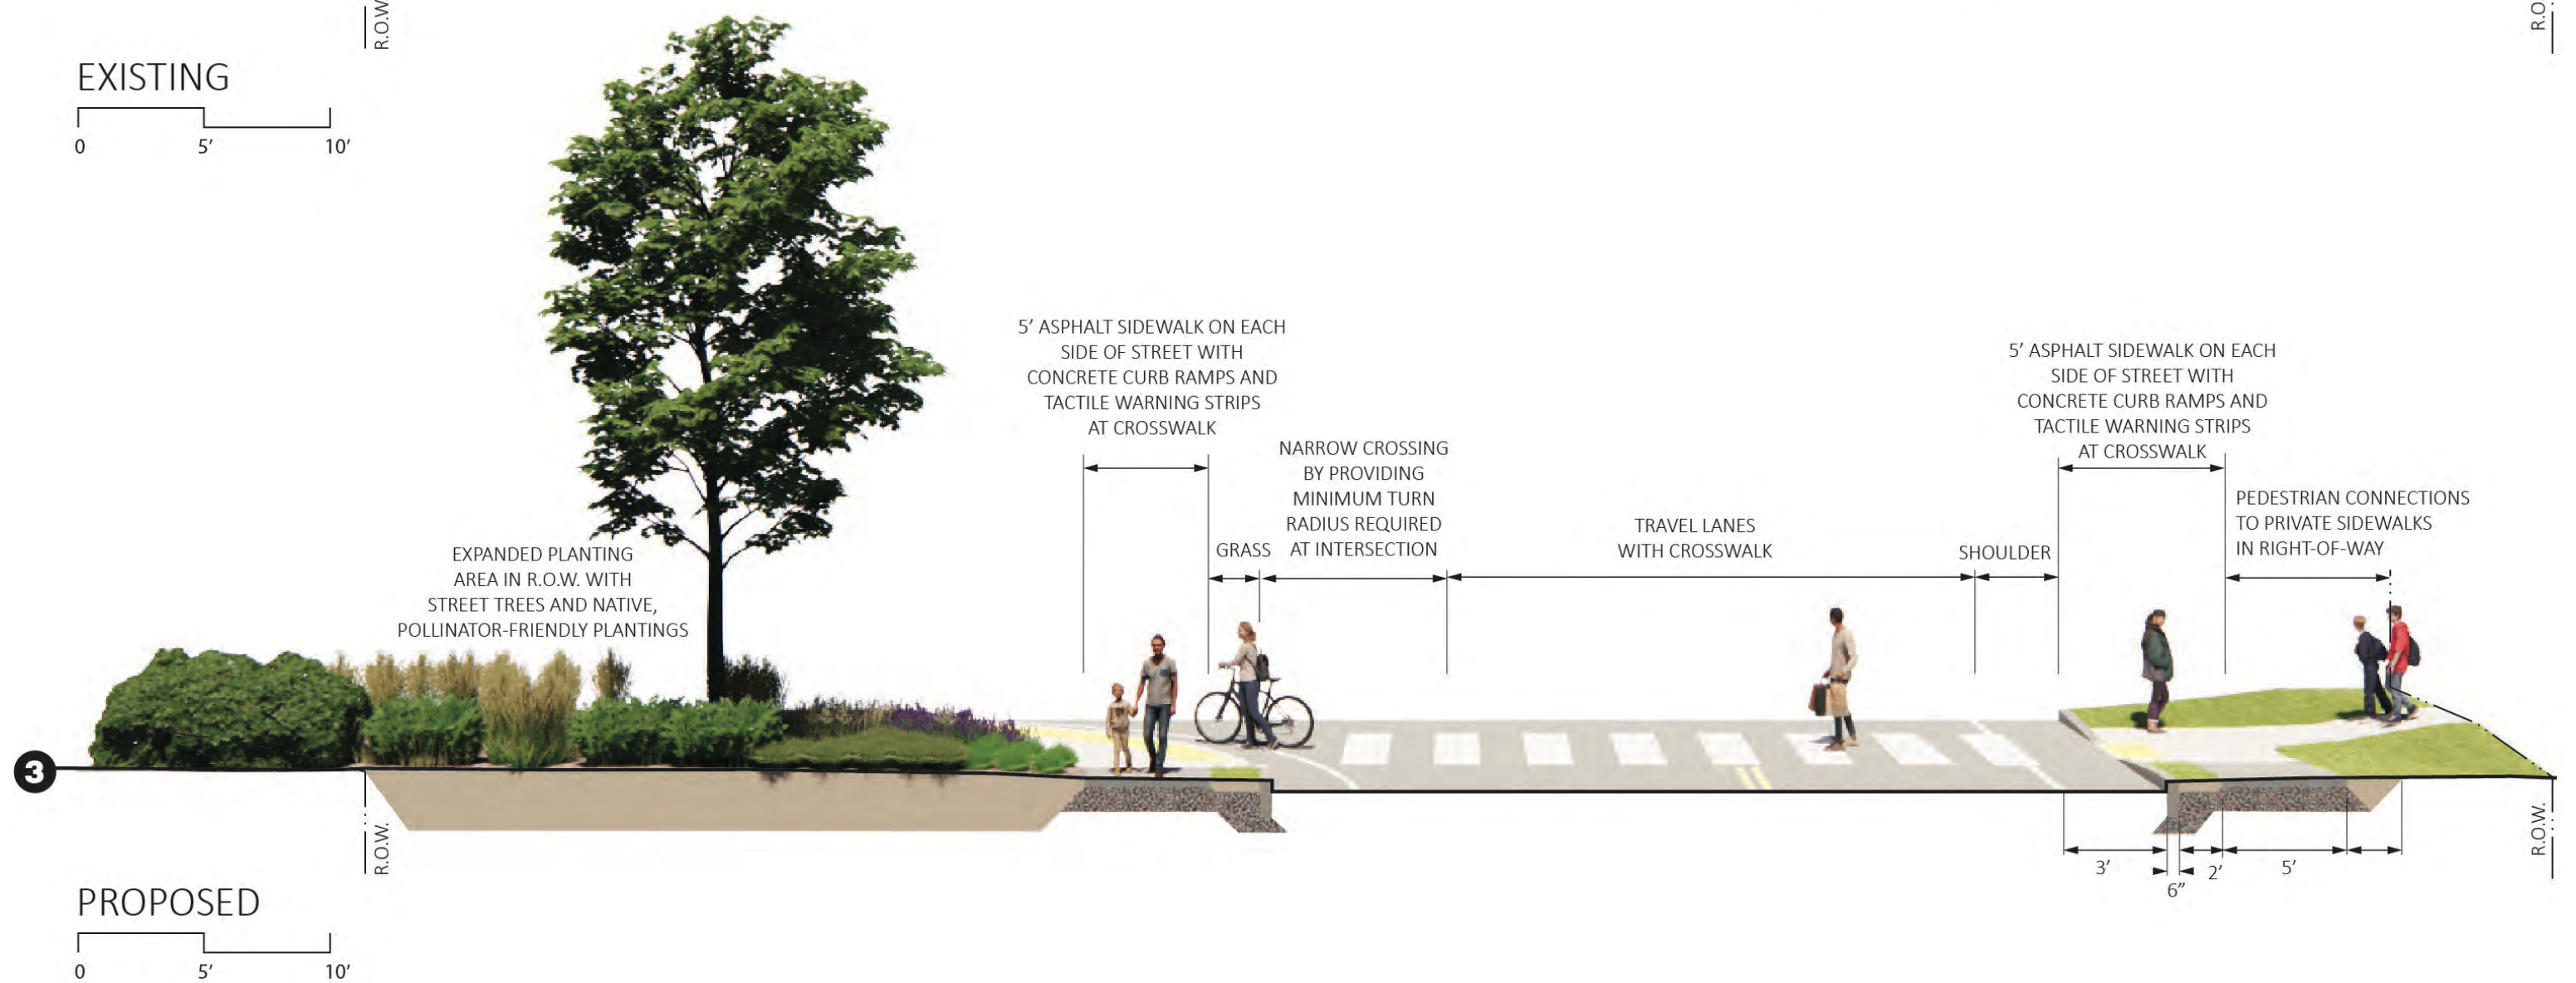 R.O.W
R.O
EXISTING
0 5’ 10’
5’ ASPHALT SIDEWALK ON EACH
SIDE OF STREET WITH
CONCRETE CURB RAMPS AND
TACTILE WARNING STRIPS
AT CROSSWALK
5’ ASPHALT SIDEWALK ON EACH
SIDE OF STREET WITH
CONCRETE CURB RAMPS AND
TACTILE WARNING STRIPS
AT CROSSWALK
NARROW CROSSING
BY PROVIDING
MINIMUM TURN
RADIUS REQUIRED
AT INTERSECTION
PEDESTRIAN CONNECTIONS
TO PRIVATE SIDEWALKS
IN RIGHT-OF-WAY
TRAVEL LANES
WITH CROSSWALK
GRASS
SHOULDER
EXPANDED PLANTING
AREA IN R.O.W. WITH
STREET TREES AND NATIVE,
POLLINATOR-FRIENDLY PLANTINGS
3
R.O.W.
R.O.W.
3’
6”
2’
5’
PROPOSED
0 5’ 10’